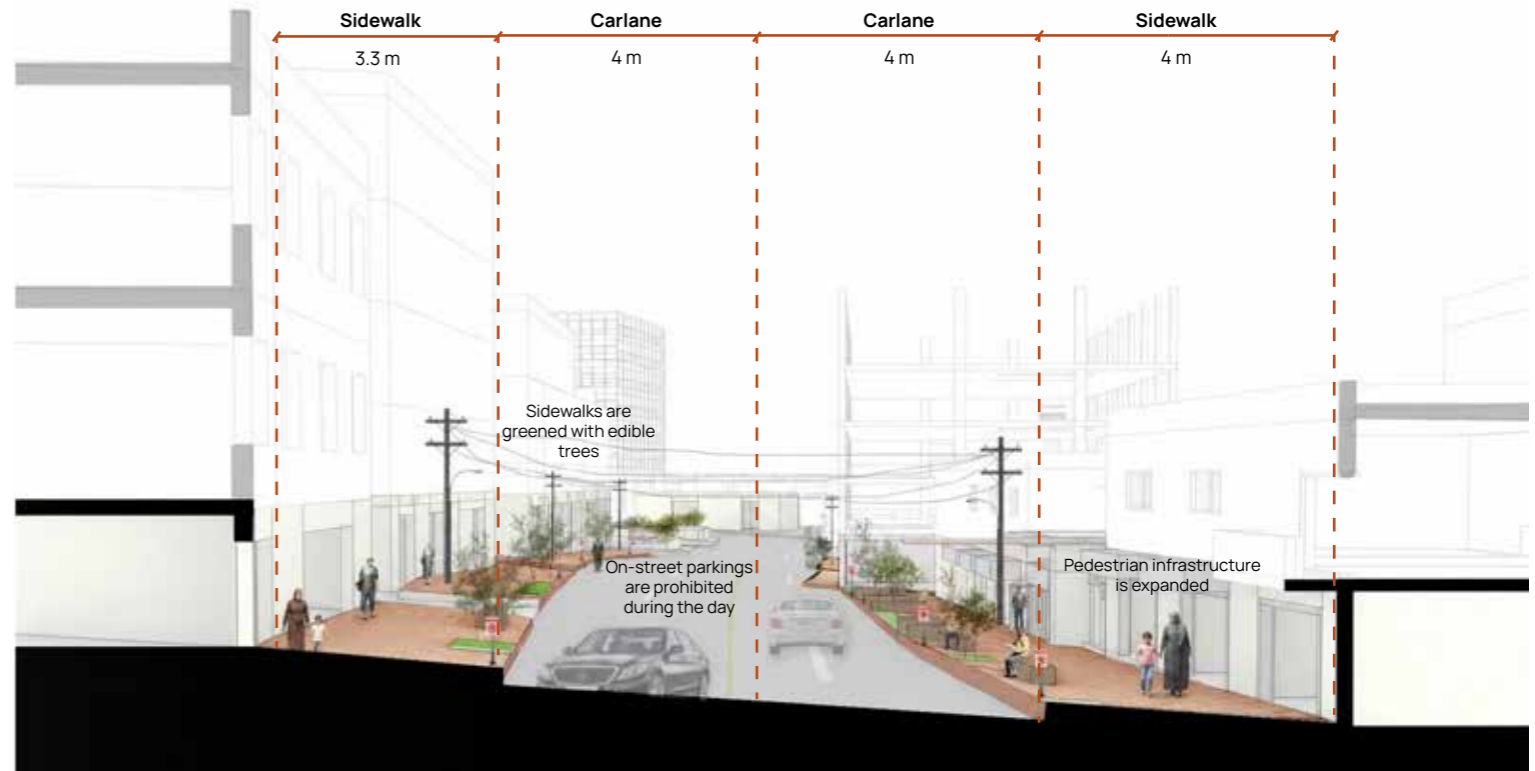 Sidewalk
Carlane
Carlane
Sidewalk
3.3 m
4 m
4 m
4 m
Sidewalks are
greened with edible
trees
On-street parkings
are prohibited
during the day
Pedestrian infrastructure
is expanded